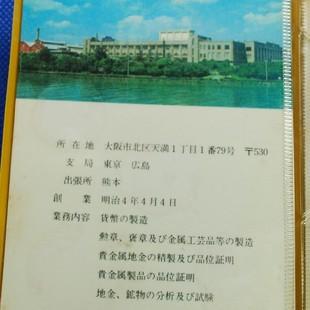 所在地　大阪市北区天満１丁目１番79号　〒530
支局　東京　広島
出張所　熊本
創業　明治４年４月４日
業務内容　貨幣の製造
勲章、褒章及び金属工芸品等の製造
貴金属地金の精製及び品位証明
貴金属製品の品位証明
地金、鉱物の分析及び試験